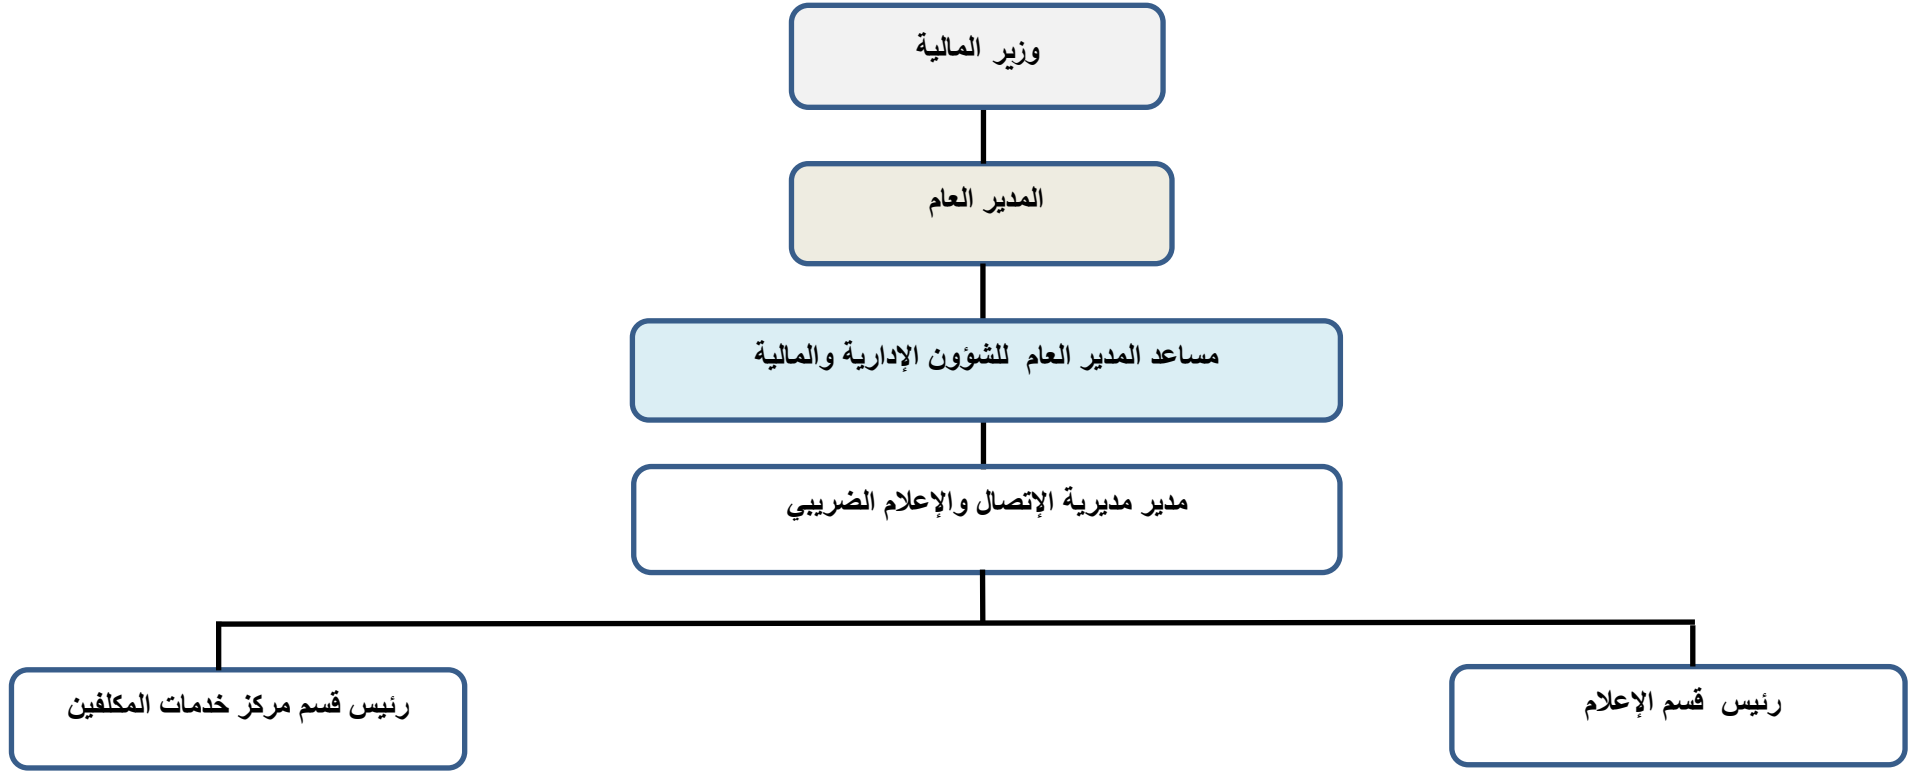 وزير المالية
المدير العام
مساعد المدير العام للشؤون الإدارية والمالية
مدير مديرية الإتصال والإعلام الضريبي
رئيس قسم الإعلام
رئيس قسم مركز خدمات المكلفين